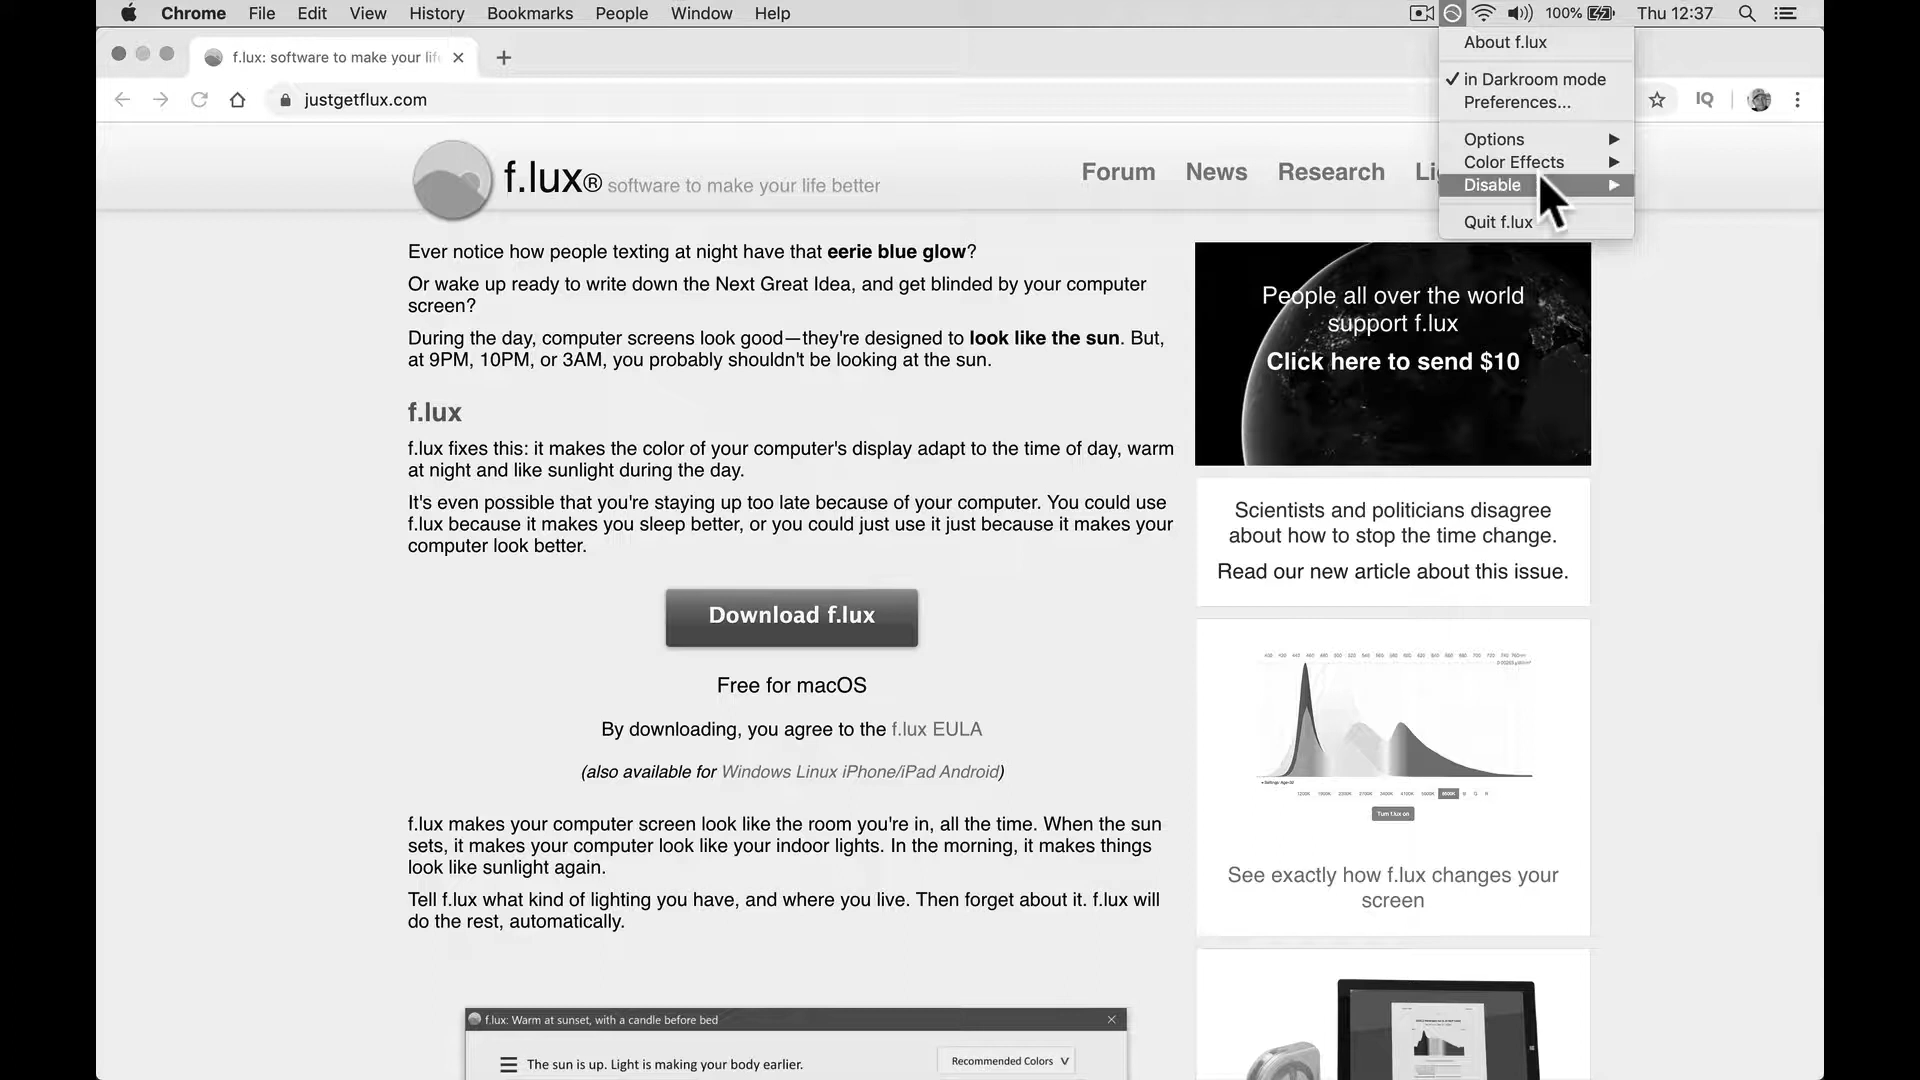 Chrome File Edit View History Bookmarks People Window Help
100% Thu 12:37
f.lux: software to make your lif
justgetflux.com
IQ
About f.lux
✓ in Darkroom mode
Preferences...
Options
Color Effects
Disable
Quit f.lux
f.lux® software to make your life better
Forum News Research Li
Ever notice how people texting at night have that eerie blue glow?
Or wake up ready to write down the Next Great Idea, and get blinded by your computer
screen?
During the day, computer screens look good—they're designed to look like the sun. But,
at 9PM, 10PM, or 3AM, you probably shouldn't be looking at the sun.
f.lux
f.lux fixes this: it makes the color of your computer's display adapt to the time of day, warm
at night and like sunlight during the day.
It's even possible that you're staying up too late because of your computer. You could use
f.lux because it makes you sleep better, or you could just use it just because it makes your
computer look better.
Download f.lux
Free for macOS
By downloading, you agree to the f.lux EULA
(also available for Windows Linux iPhone/iPad Android)
f.lux makes your computer screen look like the room you're in, all the time. When the sun
sets, it makes your computer look like your indoor lights. In the morning, it makes things
look like sunlight again.
Tell f.lux what kind of lighting you have, and where you live. Then forget about it. f.lux will
do the rest, automatically.
f.lux: Warm at sunset, with a candle before bed
The sun is up. Light is making your body earlier.
Recommended Colors
People all over the world
support f.lux
Click here to send $10
Scientists and politicians disagree
about how to stop the time change.
Read our new article about this issue.
Turn f.lux on
See exactly how f.lux changes your
screen